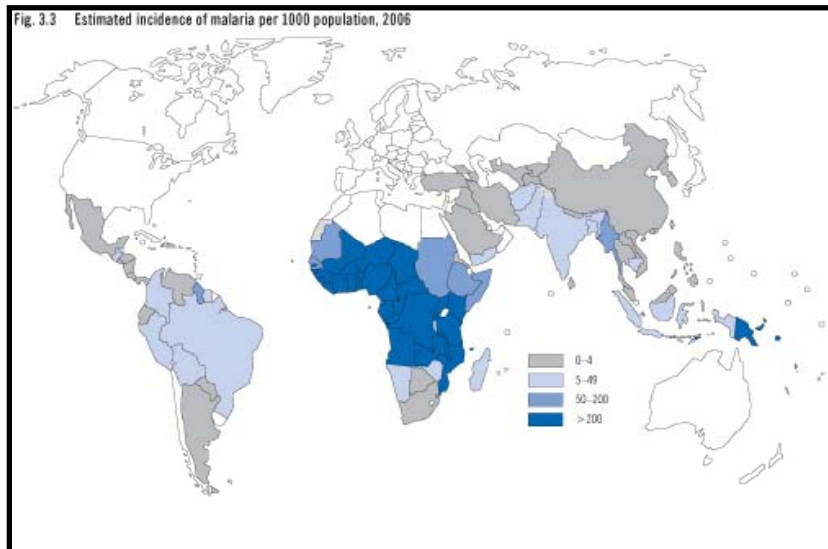 Fig. 3.3 Estimated incidence of malaria per 1000 population, 2006
0–4
5–49
50–200
>200